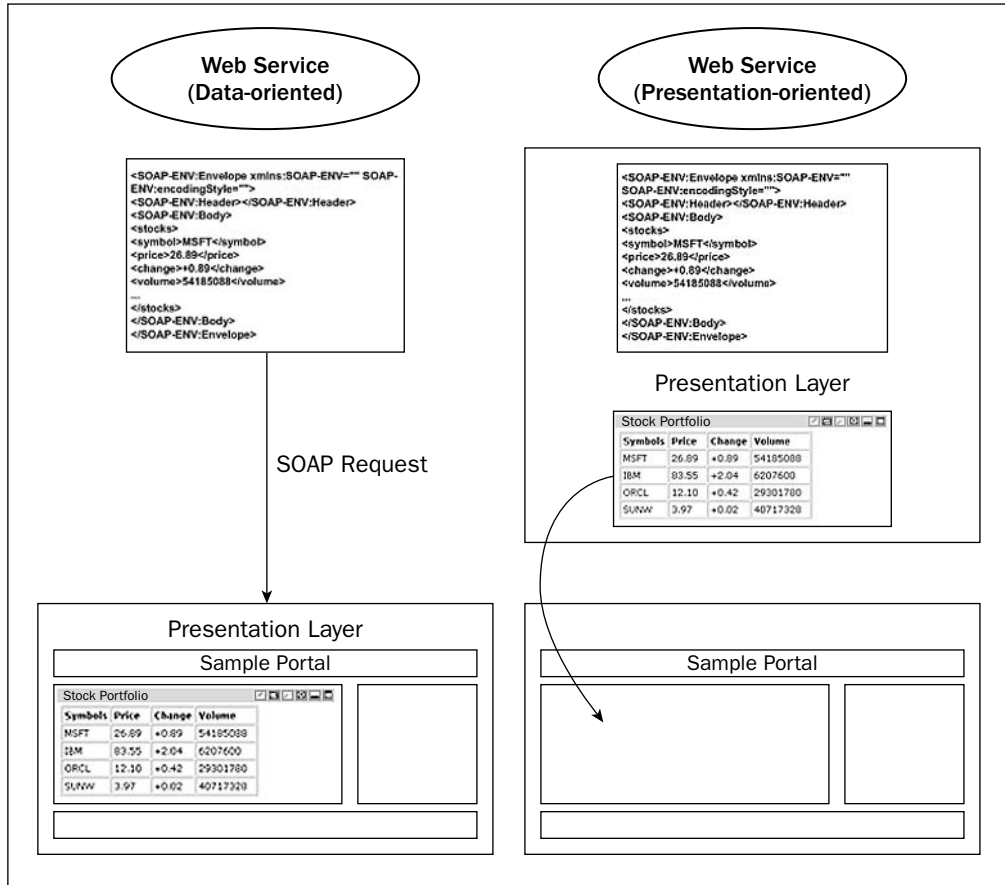 Web Service
(Data-oriented)
<SOAP-ENV:Envelope xmlns:SOAP-ENV="" SOAP-
ENV:encodingStyle="">
<SOAP-ENV:Header></SOAP-ENV:Header>
<SOAP-ENV:Body>
<stocks>
<symbol>MSFT</symbol>
<price>26.89</price>
<change>+0.89</change>
<volume>54185088</volume>
...
</stocks>
</SOAP-ENV:Body>
</SOAP-ENV:Envelope>
SOAP Request
Presentation Layer
Sample Portal
Stock Portfolio
Symbols Price Change Volume
MSFT 26.89 +0.89 54185088
IBM 83.55 +2.04 6207600
ORCL 12.10 +0.42 29301780
SUNW 3.97 +0.02 40717328
Web Service
(Presentation-oriented)
<SOAP-ENV:Envelope xmlns:SOAP-ENV=""
SOAP-ENV:encodingStyle="">
<SOAP-ENV:Header></SOAP-ENV:Header>
<SOAP-ENV:Body>
<stocks>
<symbol>MSFT</symbol>
<price>26.89</price>
<change>+0.89</change>
<volume>54185088</volume>
...
</stocks>
</SOAP-ENV:Body>
</SOAP-ENV:Envelope>
Presentation Layer
Stock Portfolio
Symbols Price Change Volume
MSFT 26.89 +0.89 54185088
IBM 83.55 +2.04 6207600
ORCL 12.10 +0.42 29301780
SUNW 3.97 +0.02 40717328
Sample Portal